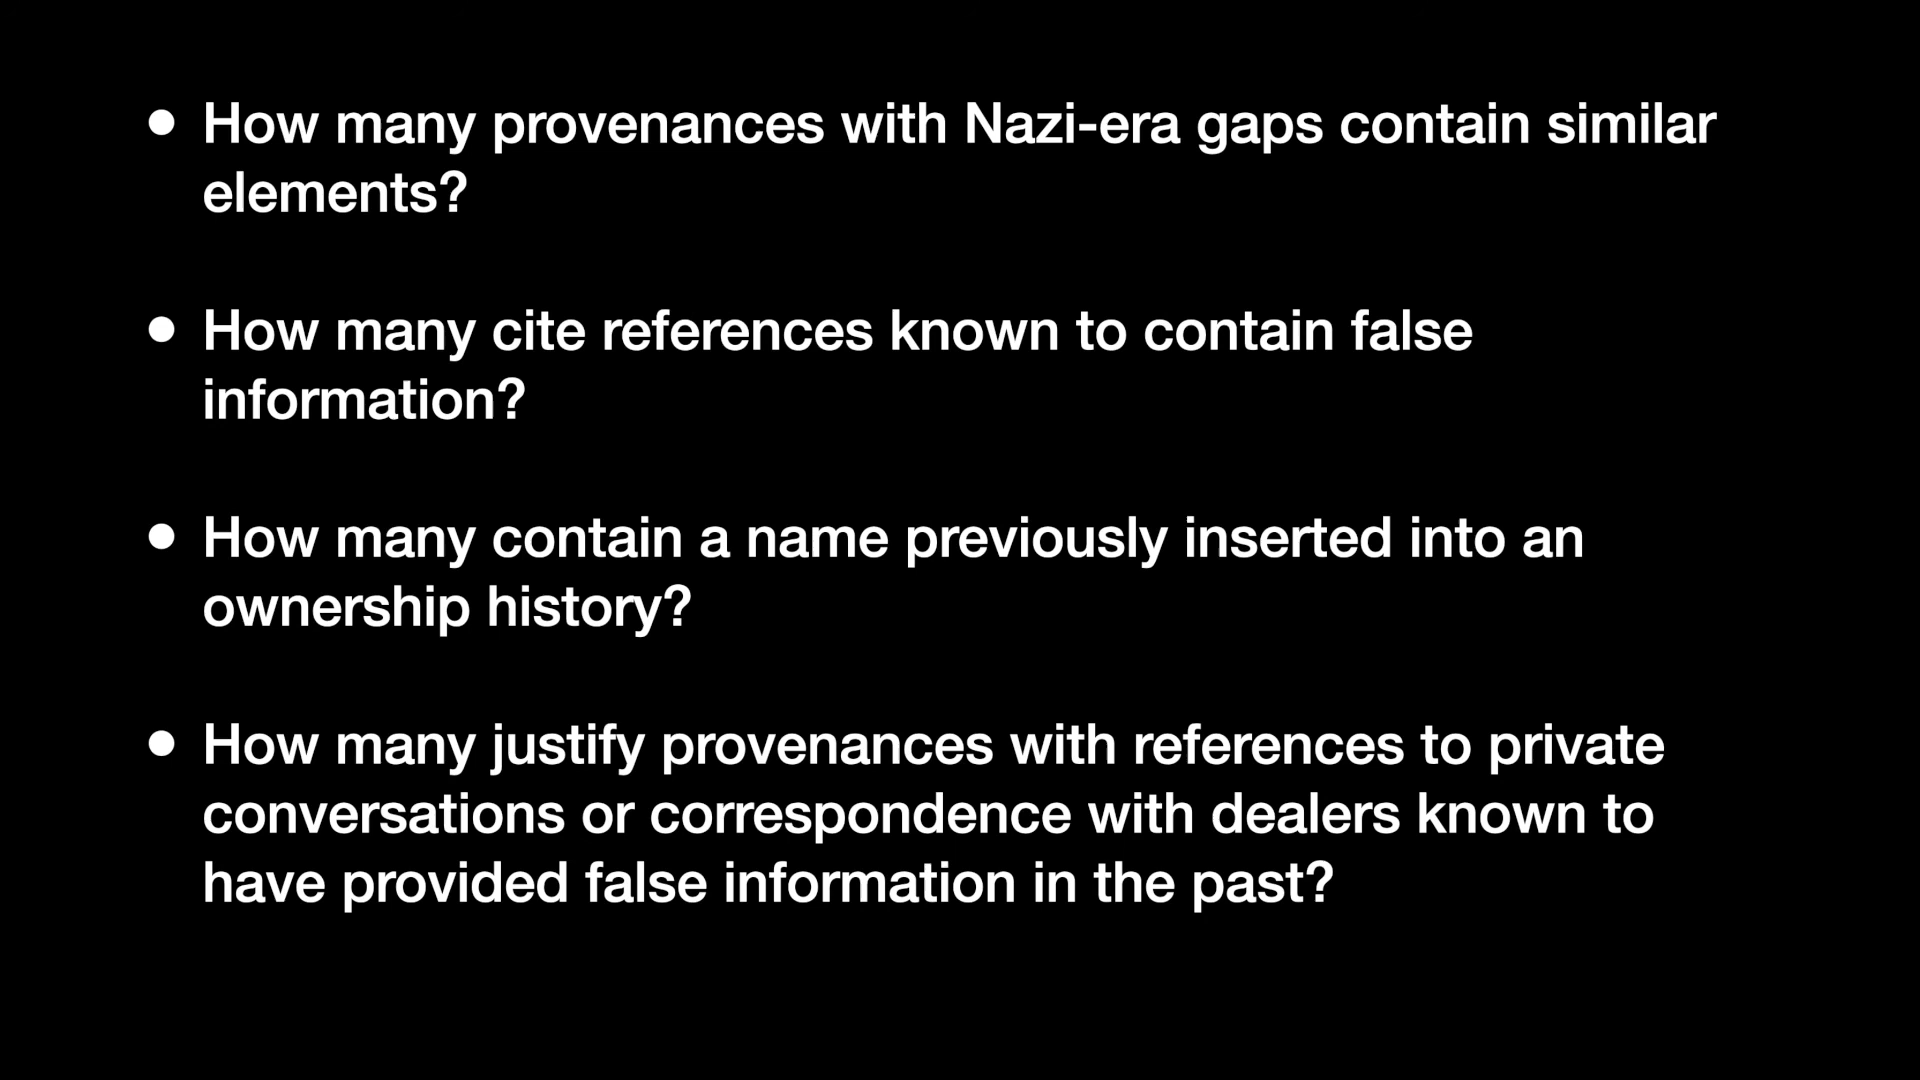 • How many provenances with Nazi-era gaps contain similar
elements?
• How many cite references known to contain false
information?
• How many contain a name previously inserted into an
ownership history?
• How many justify provenances with references to private
conversations or correspondence with dealers known to
have provided false information in the past?